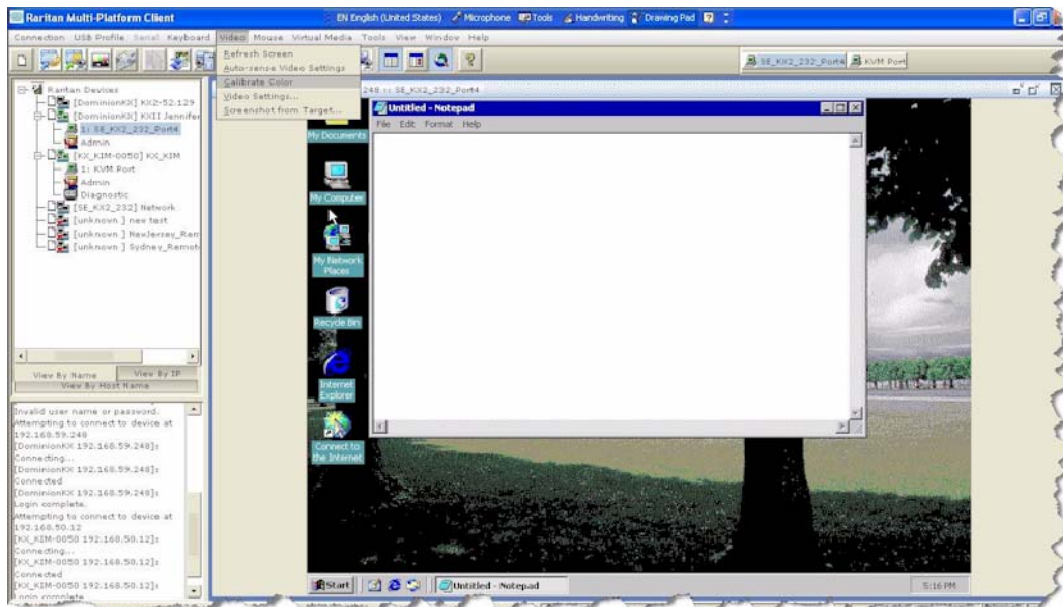 Raritan Multi-Platform Client
EN English (United States) Microphone Tools Handwriting Drawing Pad
Connection USB Profile Serial Keyboard Video Mouse Virtual Media Tools View Window Help
Refresh Screen
Auto-sense Video Settings
Calibrate Color
Video Settings...
Screenshot from Target...
SE_KX2_232_Port4 KVM Port
248 :: SE_KX2_232_Port4
Raritan Devices
[DominionKX] KX2-52.129
[DominionKX] KXII Jennifer
1: SE_KX2_232_Port4
Admin
[KX_KIM-0050] KX_KIM
1: KVM Port
Admin
Diagnostic
[SE_KX2_232] Network
[unknown ] new test
[unknown ] NewJersey_Rem
[unknown ] Sydney_Remot
View By Name View By IP
View By Host Name
Invalid user name or password.
Attempting to connect to device at
192.168.59.248
[DominionKX 192.168.59.248]:
Connecting...
[DominionKX 192.168.59.248]:
Connected
[DominionKX 192.168.59.248]:
Login complete.
Attempting to connect to device at
192.168.50.12
[KX_KIM-0050 192.168.50.12]:
Connecting...
[KX_KIM-0050 192.168.50.12]:
Connected
[KX_KIM-0050 192.168.50.12]:
Login complete
Untitled - Notepad
File Edit Format Help
My Documents
My Computer
My Network
Places
Recycle Bin
Internet
Explorer
Connect to
the Internet
Start Untitled - Notepad 5:16 PM